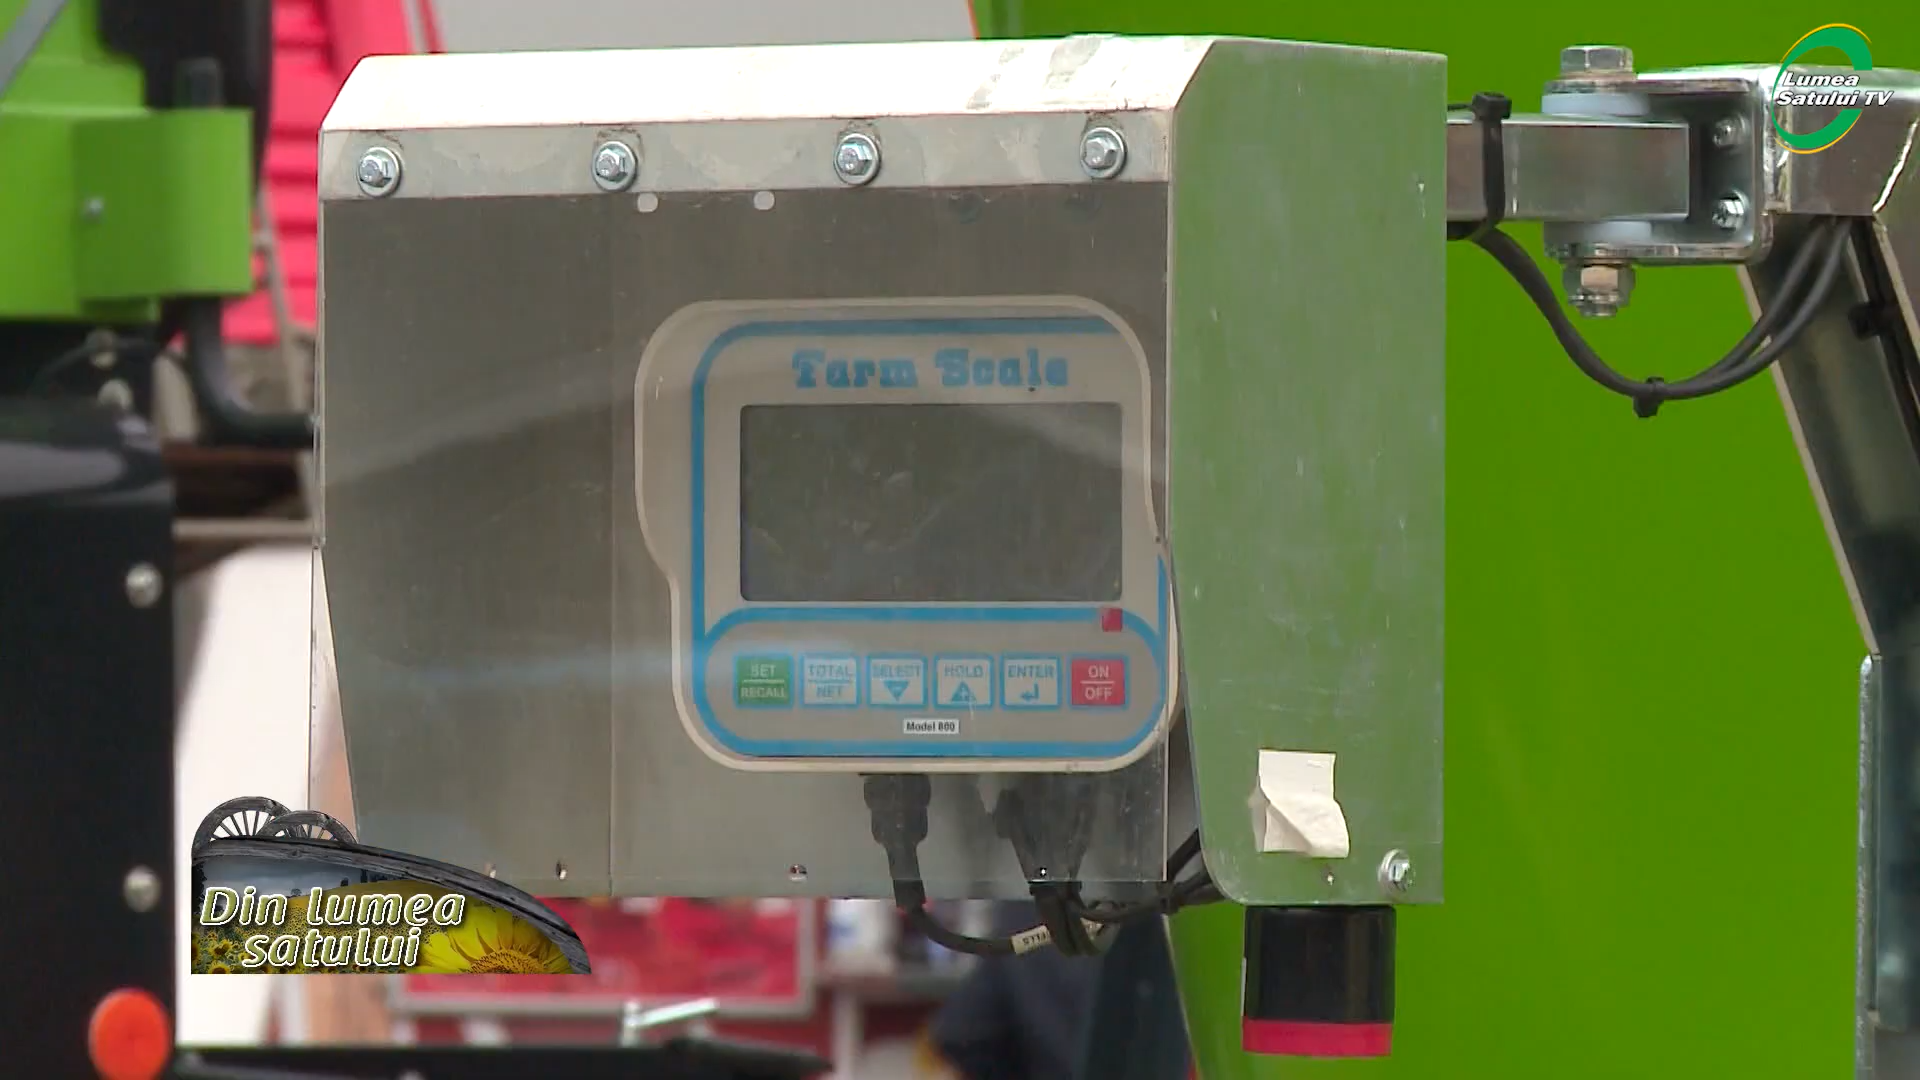 Lumea
Satului TV
Farm Scale
SET
RECALL
TOTAL
NET
SELECT
HOLD
ENTER
ON
OFF
Model 800
Din lumea
satului